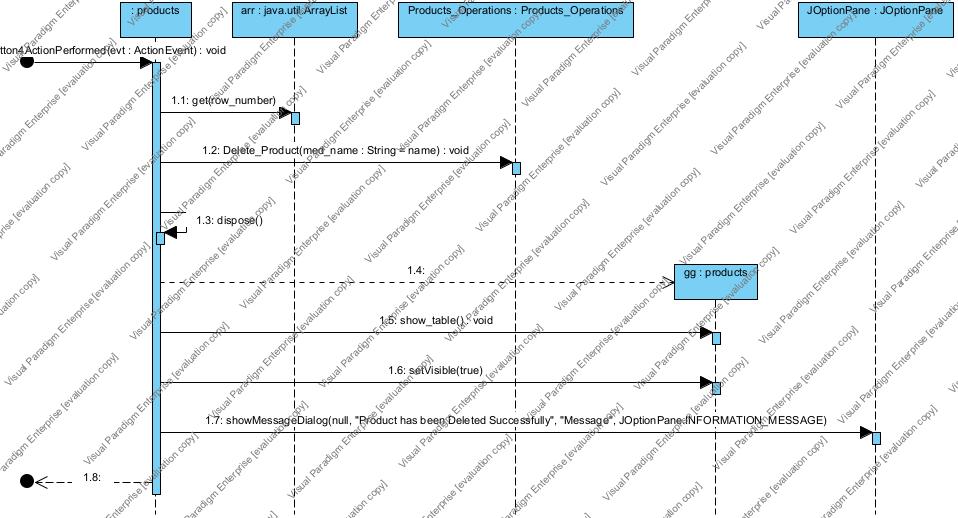 : products
arr : java.util.ArrayList
Products_Operations : Products_Operations
JOptionPane : JOptionPane
tton4ActionPerformed(evt : ActionEvent) : void
1.1: get(row_number)
1.2: Delete_Product(med_name : String = name) : void
1.3: dispose()
1.4:
gg : products
1.5: show_table() : void
1.6: setVisible(true)
1.7: showMessageDialog(null, "Product has been Deleted Successfully", "Message", JOptionPane.INFORMATION_MESSAGE)
1.8:
Visual Paradigm Enterprise [evaluation copy]